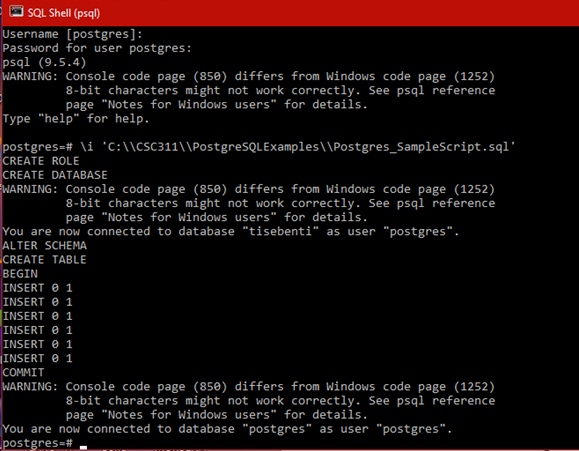 SQL Shell (psql)
Username [postgres]:
Password for user postgres:
psql (9.5.4)
WARNING: Console code page (850) differs from Windows code page (1252)
         8-bit characters might not work correctly. See psql reference
         page "Notes for Windows users" for details.
Type "help" for help.

postgres=# \i 'C:\\CSC311\\PostgreSQLExamples\\Postgres_SampleScript.sql'
CREATE ROLE
CREATE DATABASE
WARNING: Console code page (850) differs from Windows code page (1252)
         8-bit characters might not work correctly. See psql reference
         page "Notes for Windows users" for details.
You are now connected to database "tisebenti" as user "postgres".
ALTER SCHEMA
CREATE TABLE
BEGIN
INSERT 0 1
INSERT 0 1
INSERT 0 1
INSERT 0 1
INSERT 0 1
INSERT 0 1
COMMIT
WARNING: Console code page (850) differs from Windows code page (1252)
         8-bit characters might not work correctly. See psql reference
         page "Notes for Windows users" for details.
You are now connected to database "postgres" as user "postgres".
postgres=#